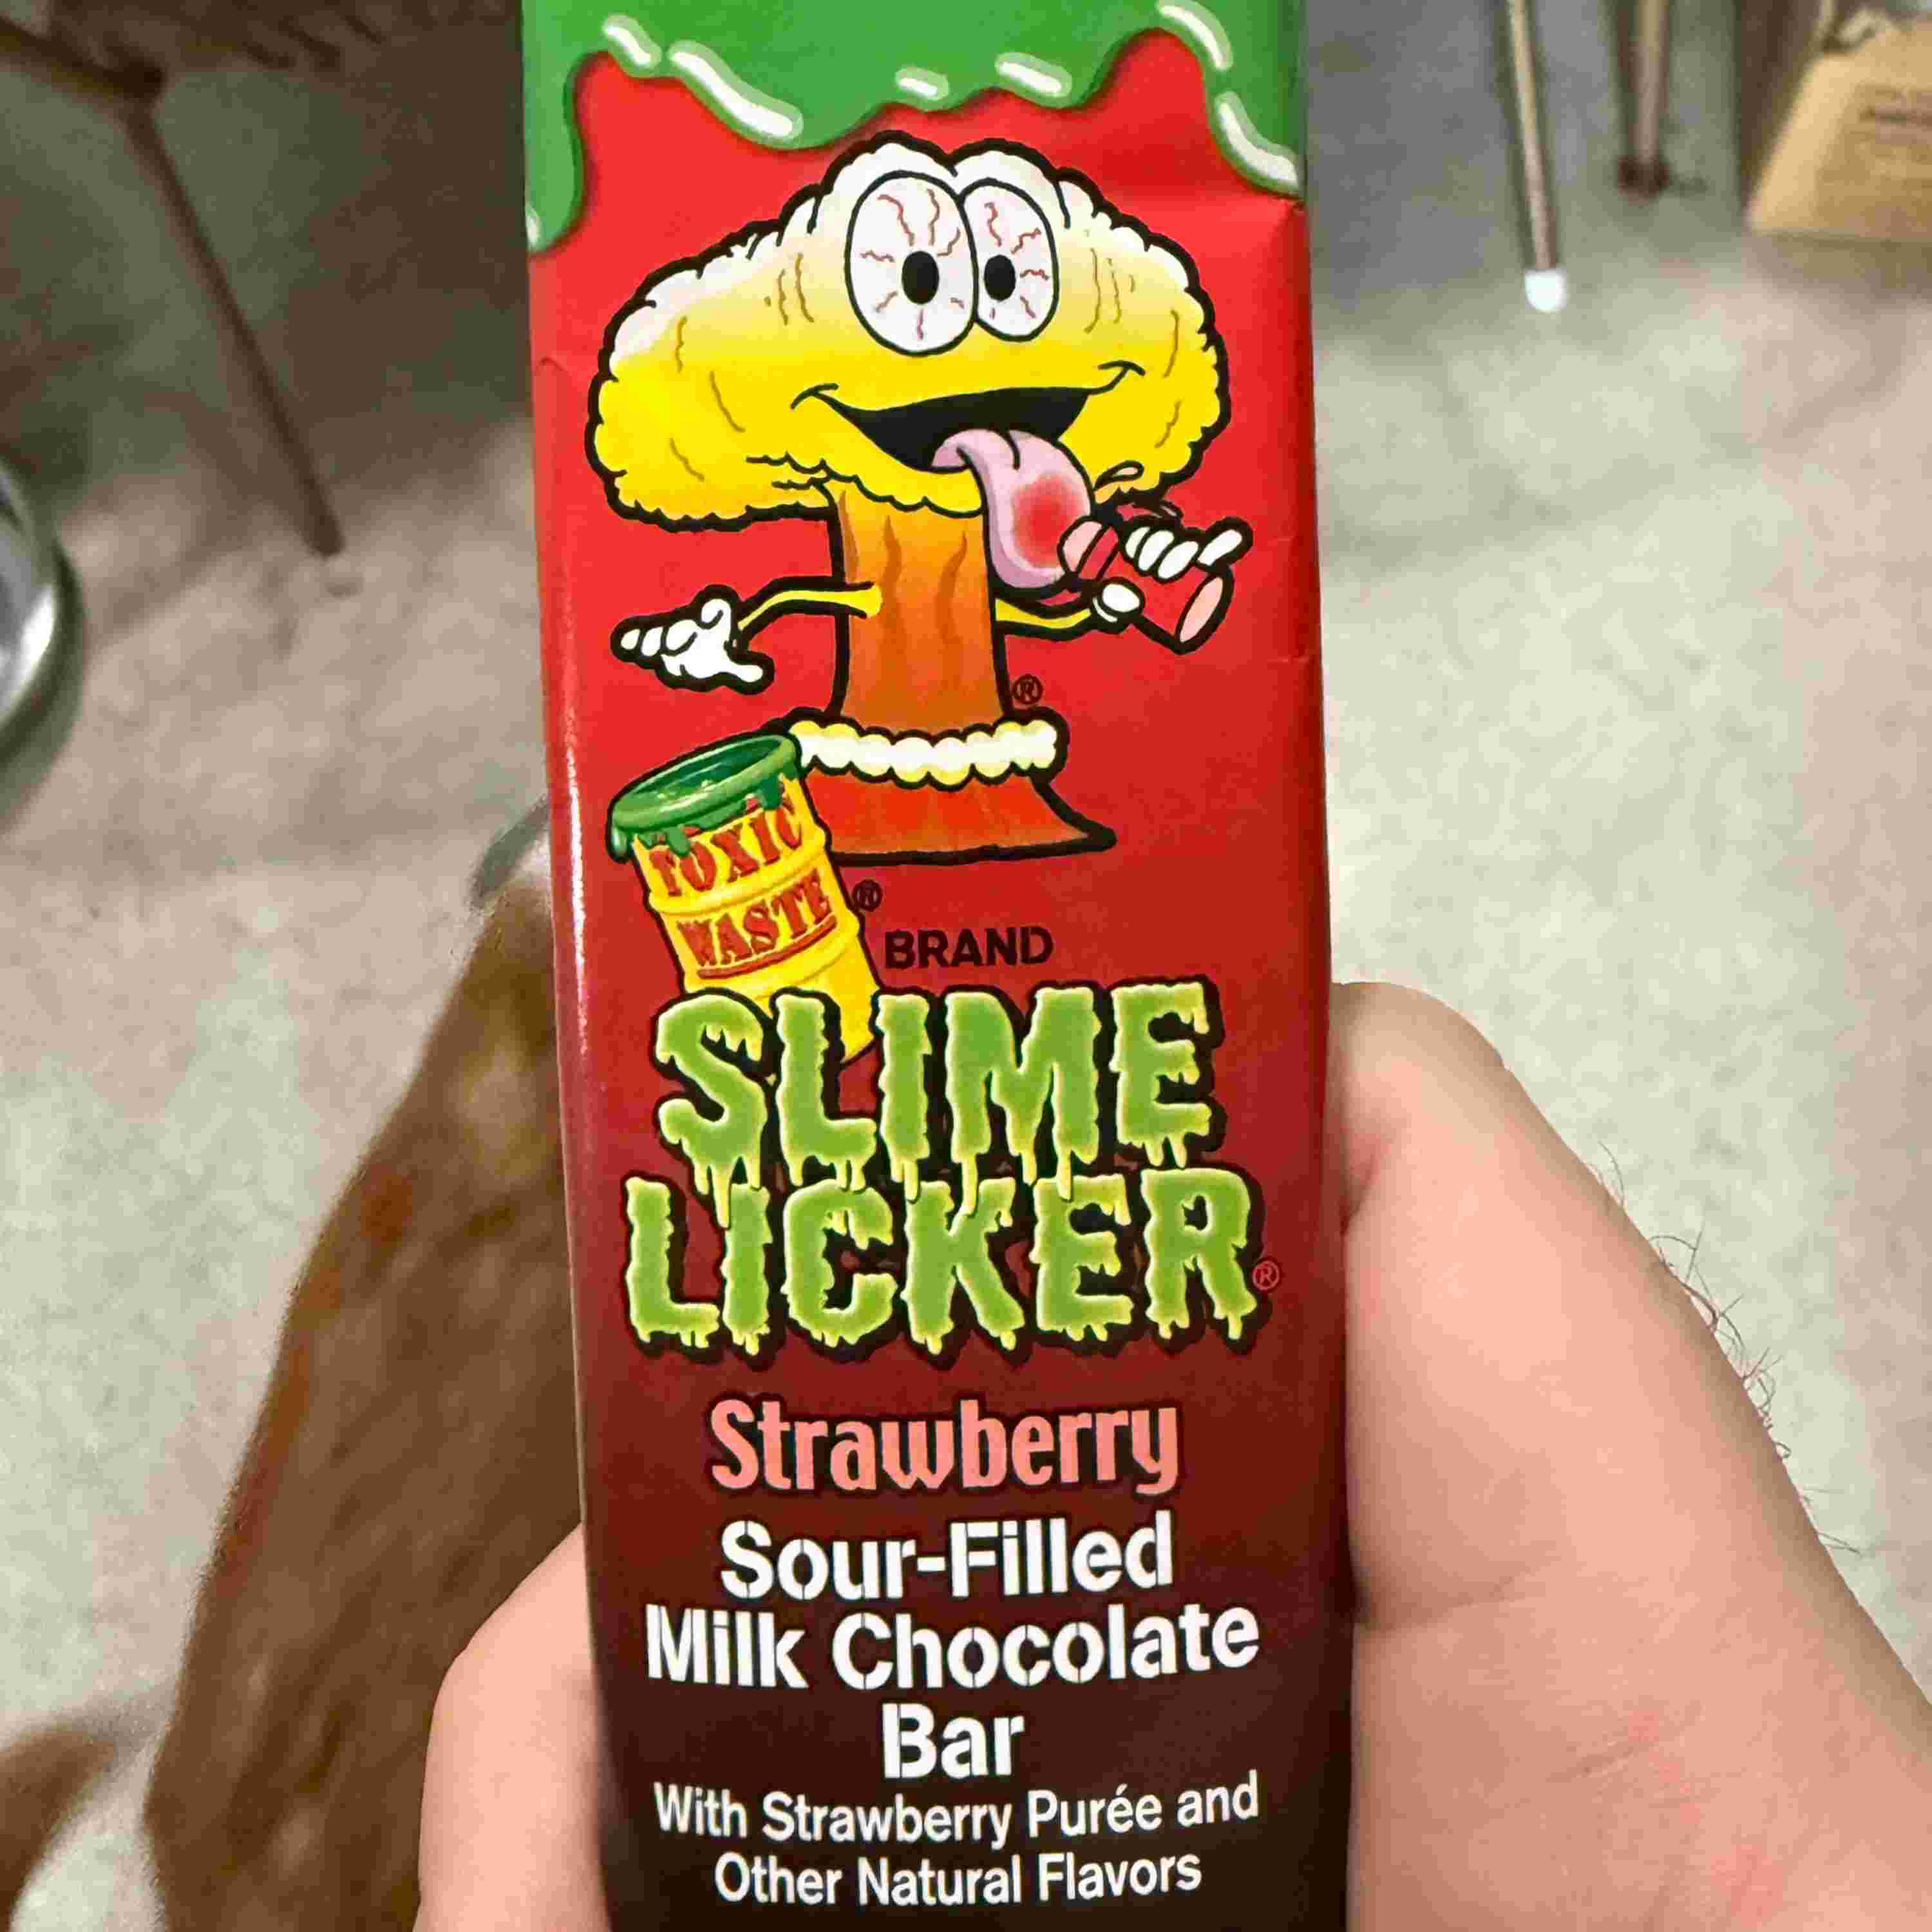 TOXIC
WASTE®
BRAND
SLIME
LICKER®
Strawberry
Sour-Filled
Milk Chocolate
Bar
With Strawberry Purée and
Other Natural Flavors